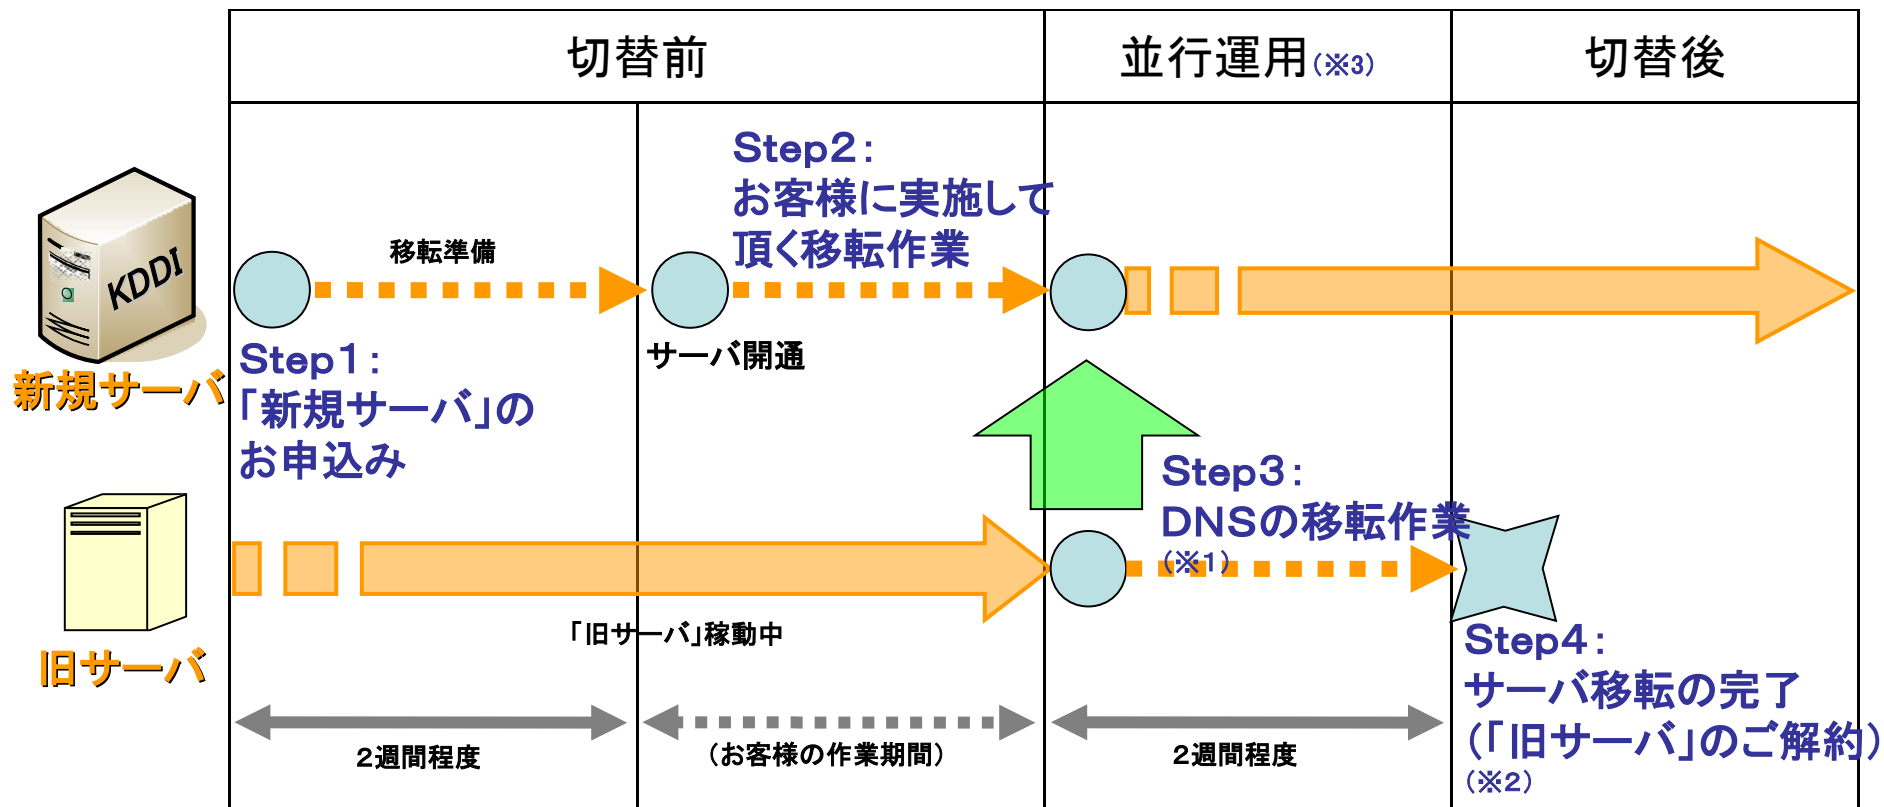 切替前
並行運用(※3)
切替後
Step2:
お客様に実施して
頂く移転作業
移転準備
KDDI
サーバ開通
Step1:
「新規サーバ」の
お申込み
新規サーバ
Step3:
DNSの移転作業
(※1)
「旧サーバ」稼動中
旧サーバ
Step4:
サーバ移転の完了
(「旧サーバ」のご解約)
(※2)
2週間程度
(お客様の作業期間)
2週間程度